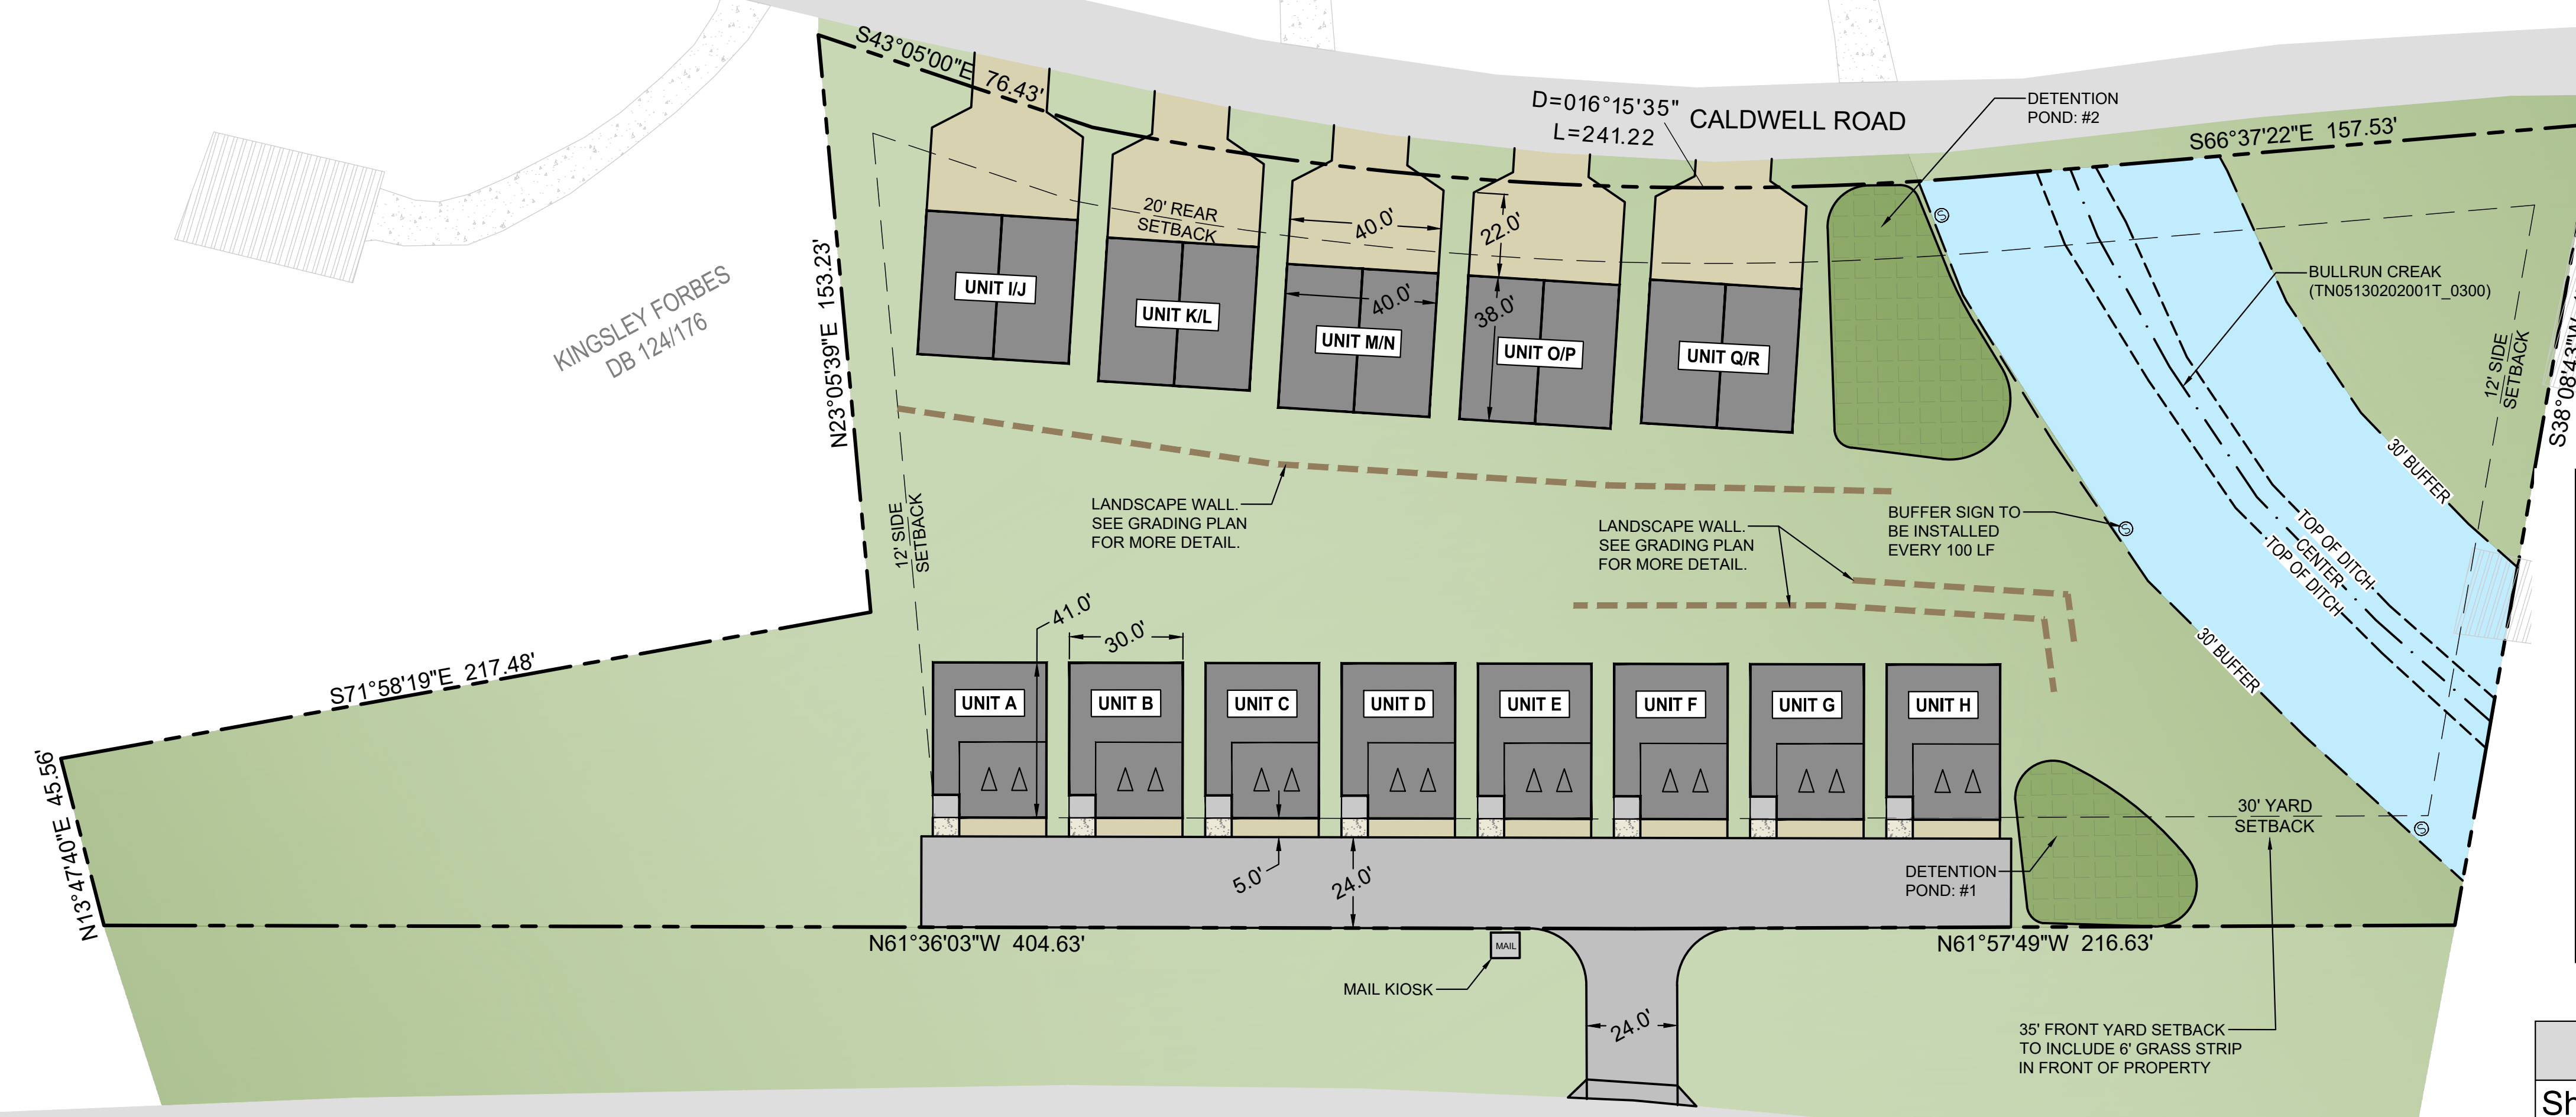 S43°05'00"E 76.43'
D=016°15'35"
L=241.22
CALDWELL ROAD
DETENTION
POND: #2
S66°37'22"E 157.53'
20' REAR
SETBACK
40.0'
22.0'
KINGSLEY FORBES
DB 124/176
N23°05'39"E 153.23'
UNIT I/J
UNIT K/L
UNIT M/N
40.0'
38.0'
UNIT O/P
UNIT Q/R
BULLRUN CREAK
(TN05130202001T_0300)
12' SIDE
SETBACK
S38°08'43"W
30' BUFFER
12' SIDE
SETBACK
LANDSCAPE WALL.
SEE GRADING PLAN
FOR MORE DETAIL.
LANDSCAPE WALL.
SEE GRADING PLAN
FOR MORE DETAIL.
BUFFER SIGN TO
BE INSTALLED
EVERY 100 LF
S
S
S
TOP OF DITCH
CENTER
TOP OF DITCH
30' BUFFER
S71°58'19"E 217.48'
N13°47'40"E 45.56'
41.0'
30.0'
UNIT A
UNIT B
UNIT C
UNIT D
UNIT E
UNIT F
UNIT G
UNIT H
5.0'
24.0'
DETENTION
POND: #1
30' YARD
SETBACK
N61°36'03"W 404.63'
N61°57'49"W 216.63'
MAIL
MAIL KIOSK
24.0'
35' FRONT YARD SETBACK
TO INCLUDE 6' GRASS STRIP
IN FRONT OF PROPERTY